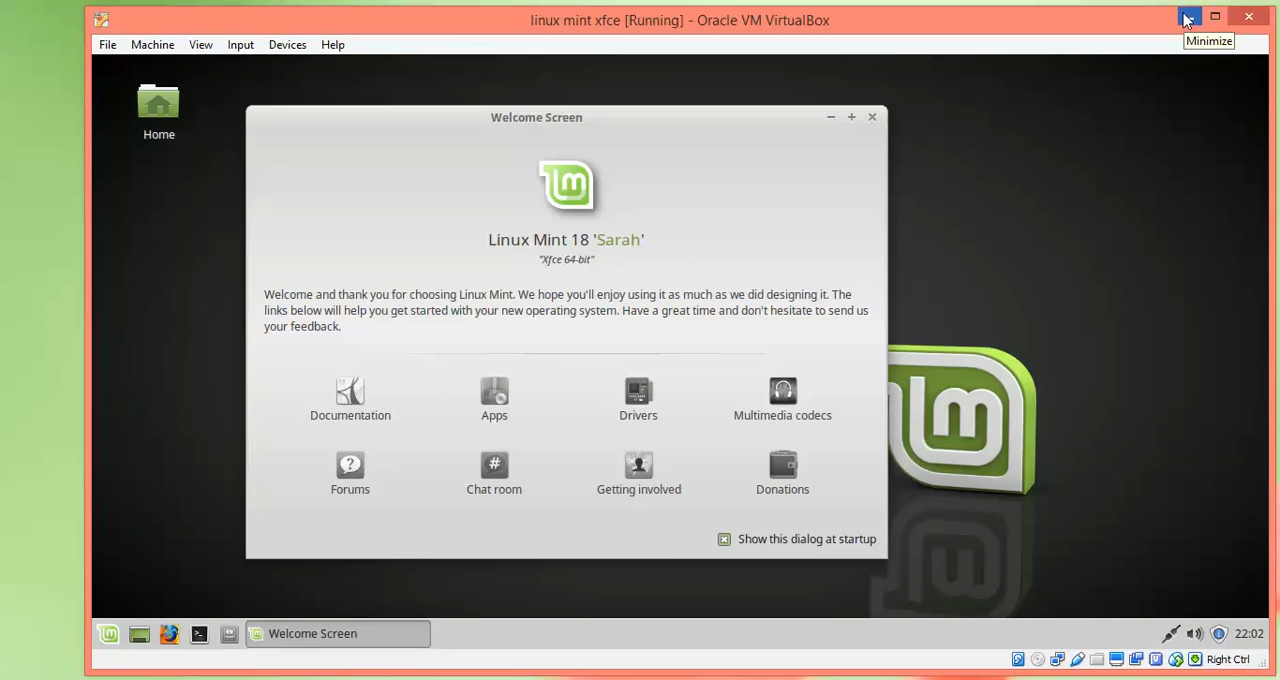 linux mint xfce [Running] - Oracle VM VirtualBox
Minimize
File Machine View Input Devices Help
Home
Welcome Screen
Linux Mint 18 'Sarah'
"Xfce 64-bit"
Welcome and thank you for choosing Linux Mint. We hope you'll enjoy using it as much as we did designing it. The
links below will help you get started with your new operating system. Have a great time and don't hesitate to send us
your feedback.
Documentation Apps Drivers Multimedia codecs
Forums Chat room Getting involved Donations
Show this dialog at startup
Welcome Screen
22:02
Right Ctrl